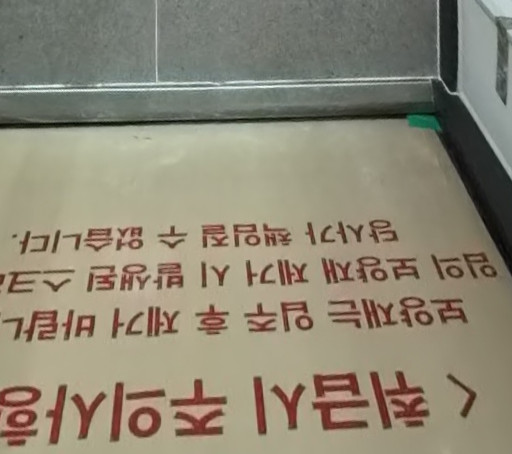 < 취급시 주의사항
보양재는 입주 후 제거 바랍니
임의 보양재 제거 시 발생된 스크
당사가 책임질 수 없습니다.